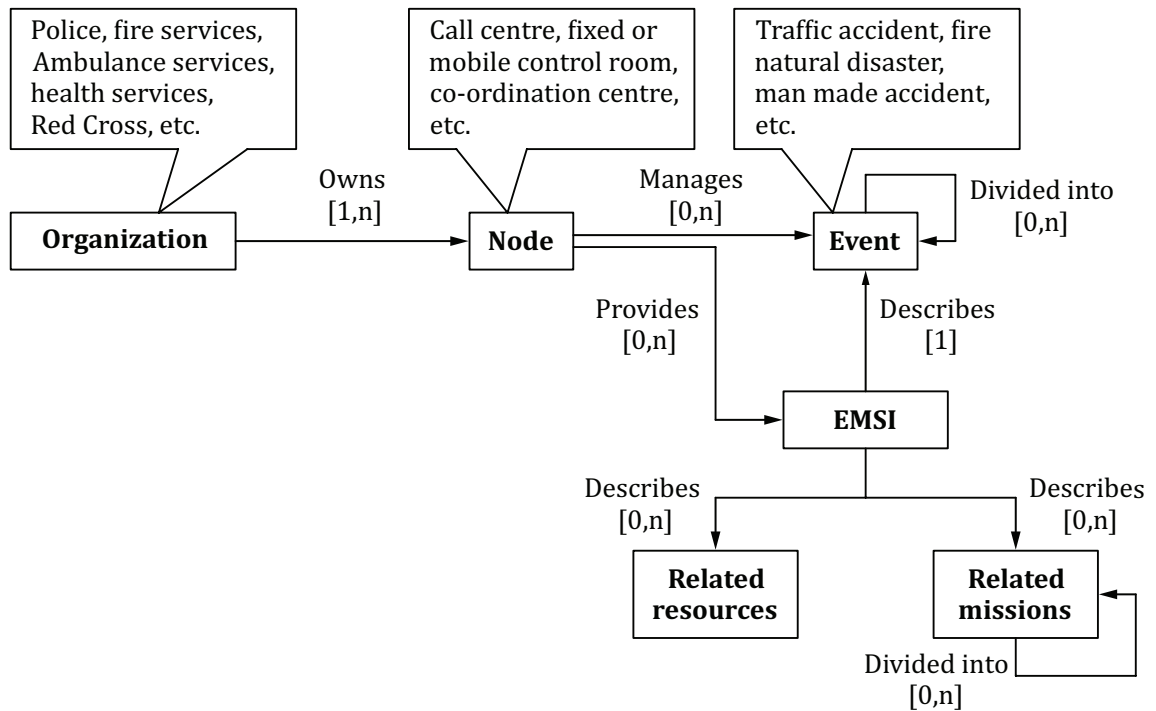 Police, fire services,
Ambulance services,
health services,
Red Cross, etc.
Call centre, fixed or
mobile control room,
co-ordination centre,
etc.
Traffic accident, fire
natural disaster,
man made accident,
etc.
Owns
[1,n]
Manages
[0,n]
Divided into
[0,n]
Organization
Node
Event
Provides
[0,n]
Describes
[1]
EMSI
Describes
[0,n]
Describes
[0,n]
Related
resources
Related
missions
Divided into
[0,n]